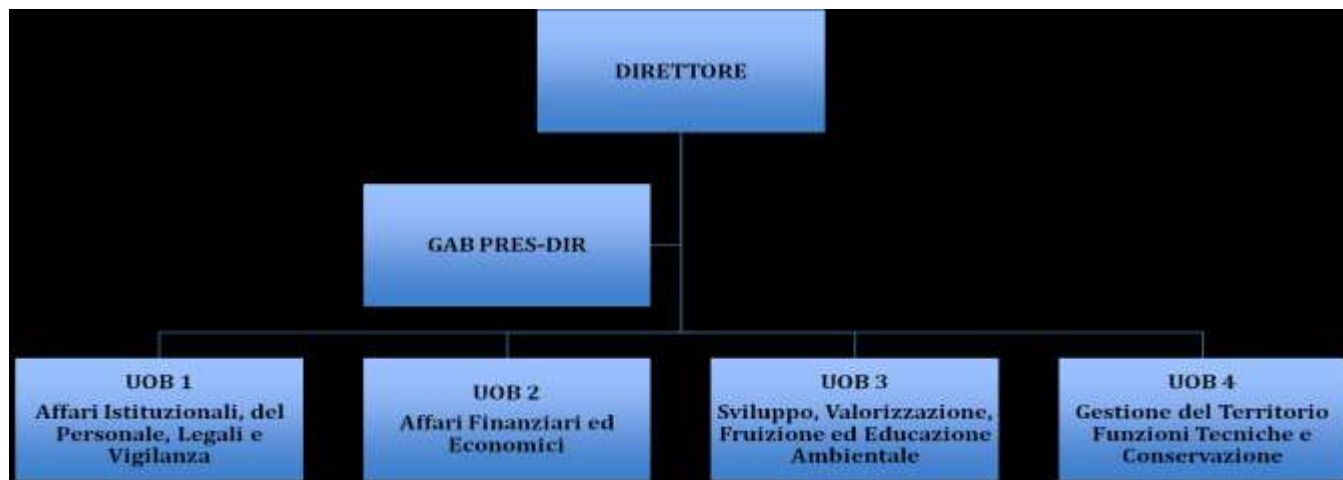 DIRETTORE
GAB PRES-DIR
UOB 1
Affari Istituzionali, del
Personale, Legali e
Vigilanza
UOB 2
Affari Finanziari ed
Economici
UOB 3
Sviluppo, Valorizzazione,
Fruizione ed Educazione
Ambientale
UOB 4
Gestione del Territorio
Funzioni Tecniche e
Conservazione